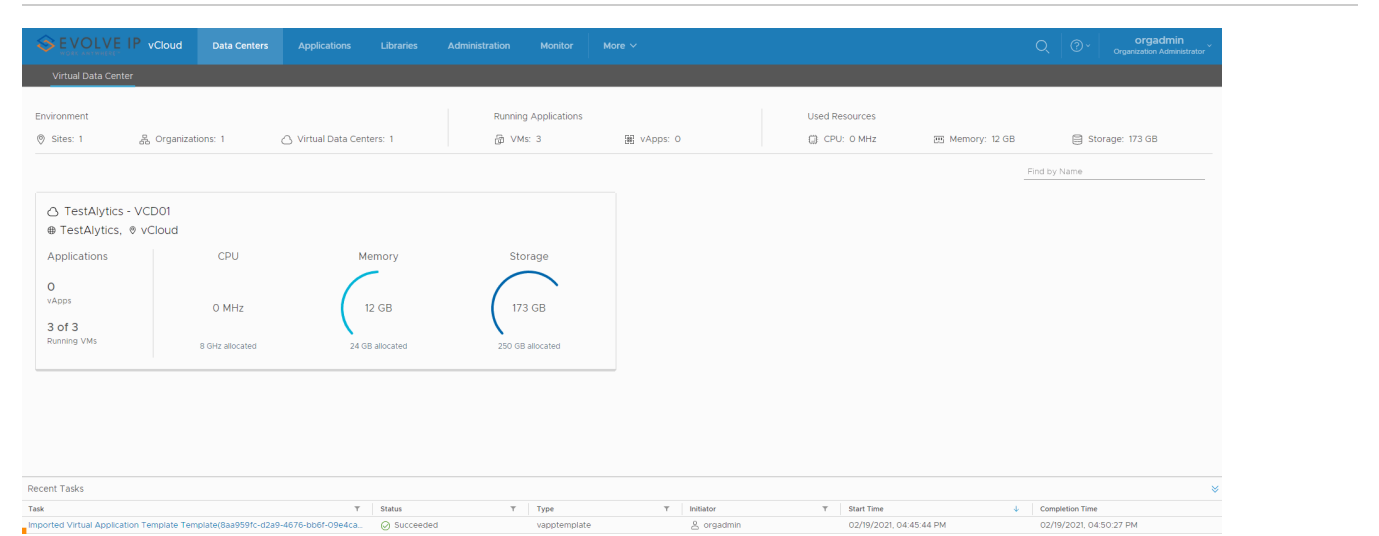 EVOLVE IP vCloud Data Centers Applications Libraries Administration Monitor More orgadmin
Organization Administrator
Virtual Data Center
Environment Running Applications Used Resources
Sites: 1 Organizations: 1 Virtual Data Centers: 1 VMs: 3 vApps: 0 CPU: 0 MHz Memory: 12 GB Storage: 173 GB
Find by Name
TestAlytics - VCD01
TestAlytics, vCloud
Applications CPU Memory Storage
0
vApps
0 MHz 12 GB 173 GB
3 of 3
Running VMs
8 GHz allocated 24 GB allocated 250 GB allocated
Recent Tasks
Task Status Type Initiator Start Time Completion Time
Imported Virtual Application Template Template(8aa959fc-d2a9-4676-bb6f-09e4ca... Succeeded vapptemplate orgadmin 02/19/2021, 04:45:44 PM 02/19/2021, 04:50:27 PM